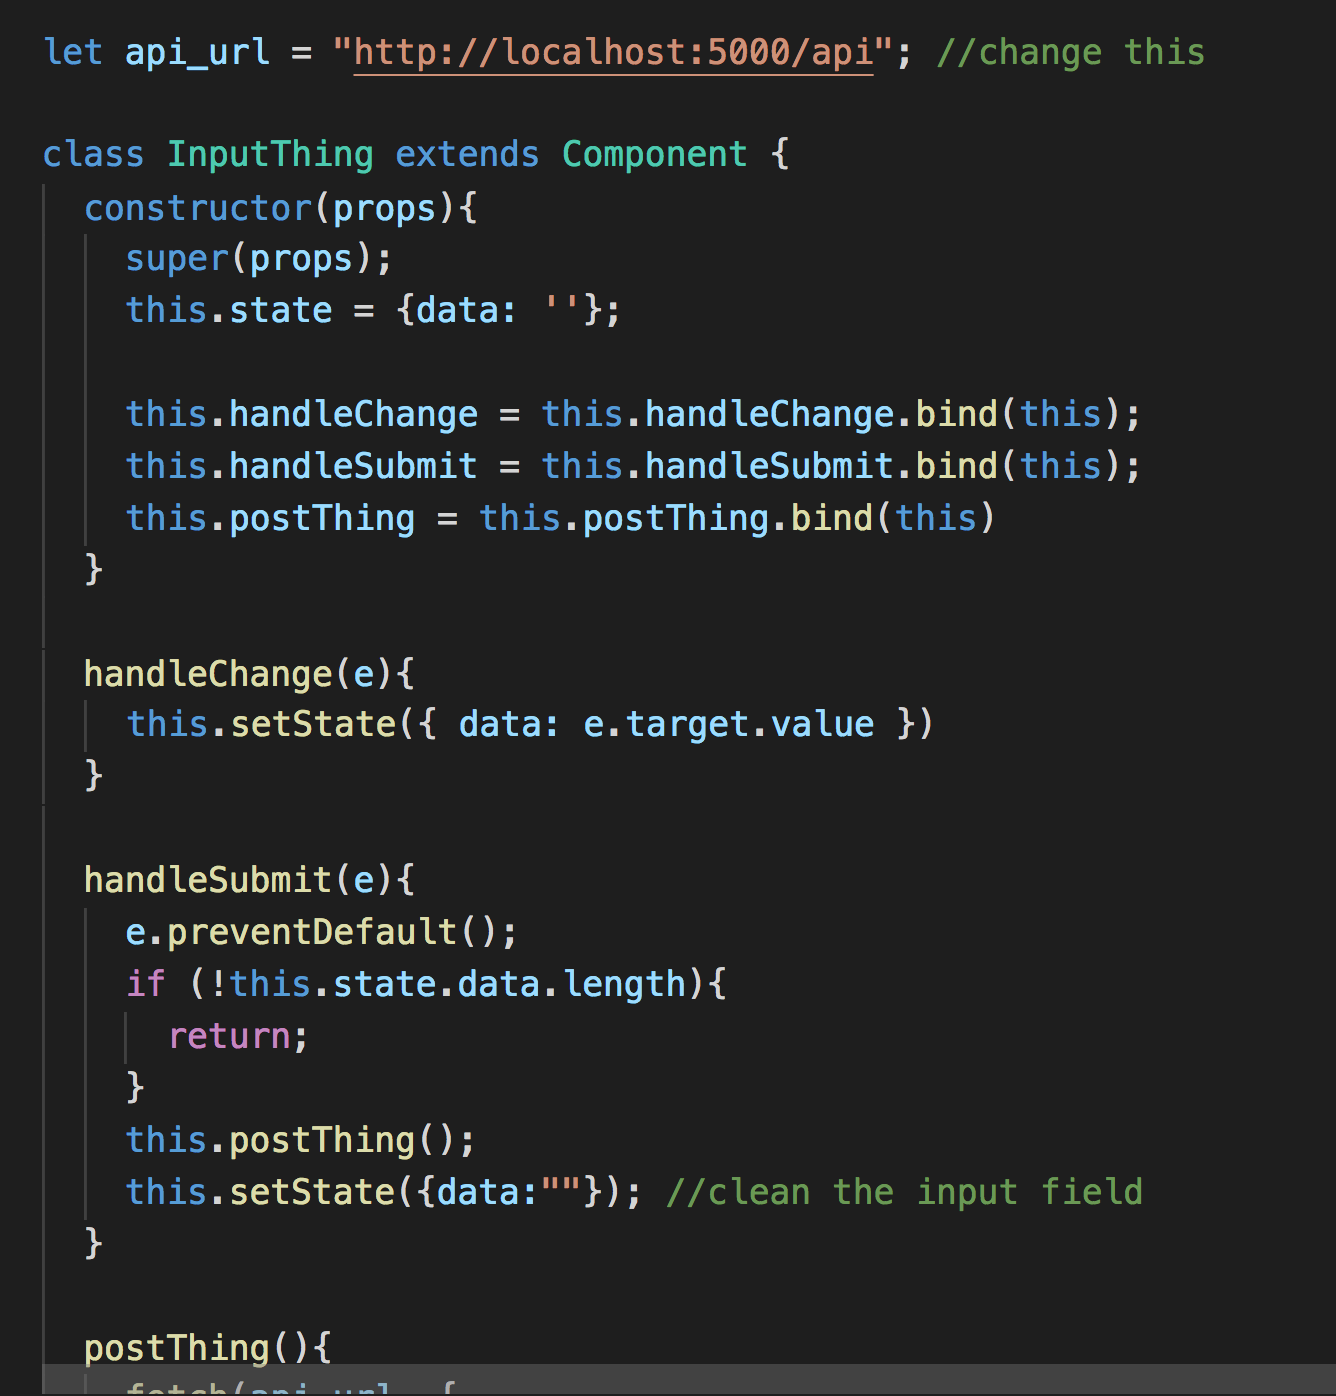 let api_url = "http://localhost:5000/api"; //change this
class InputThing extends Component {
constructor(props){
super(props);
this.state = {data: ''};
this.handleChange = this.handleChange.bind(this);
this.handleSubmit = this.handleSubmit.bind(this);
this.postThing = this.postThing.bind(this)
}
handleChange(e){
this.setState({ data: e.target.value })
}
handleSubmit(e){
e.preventDefault();
if (!this.state.data.length){
return;
}
this.postThing();
this.setState({data:""}); //clean the input field
}
postThing(){
fetch(api_url, {